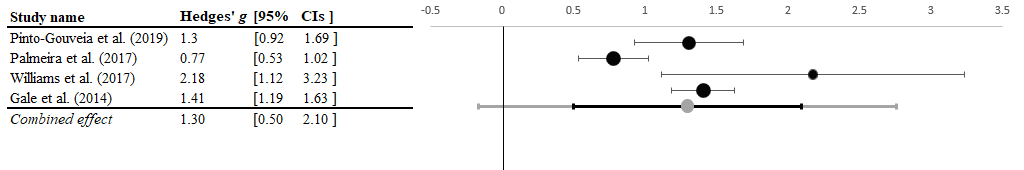 Study name Hedges' g [95% CIs ] -0.5 0 0.5 1 1.5 2 2.5 3 3.5
Pinto-Gouveia et al. (2019) 1.3 [0.92 1.69 ]
Palmeira et al. (2017) 0.77 [0.53 1.02 ]
Williams et al. (2017) 2.18 [1.12 3.23 ]
Gale et al. (2014) 1.41 [1.19 1.63 ]
Combined effect 1.30 [0.50 2.10 ]